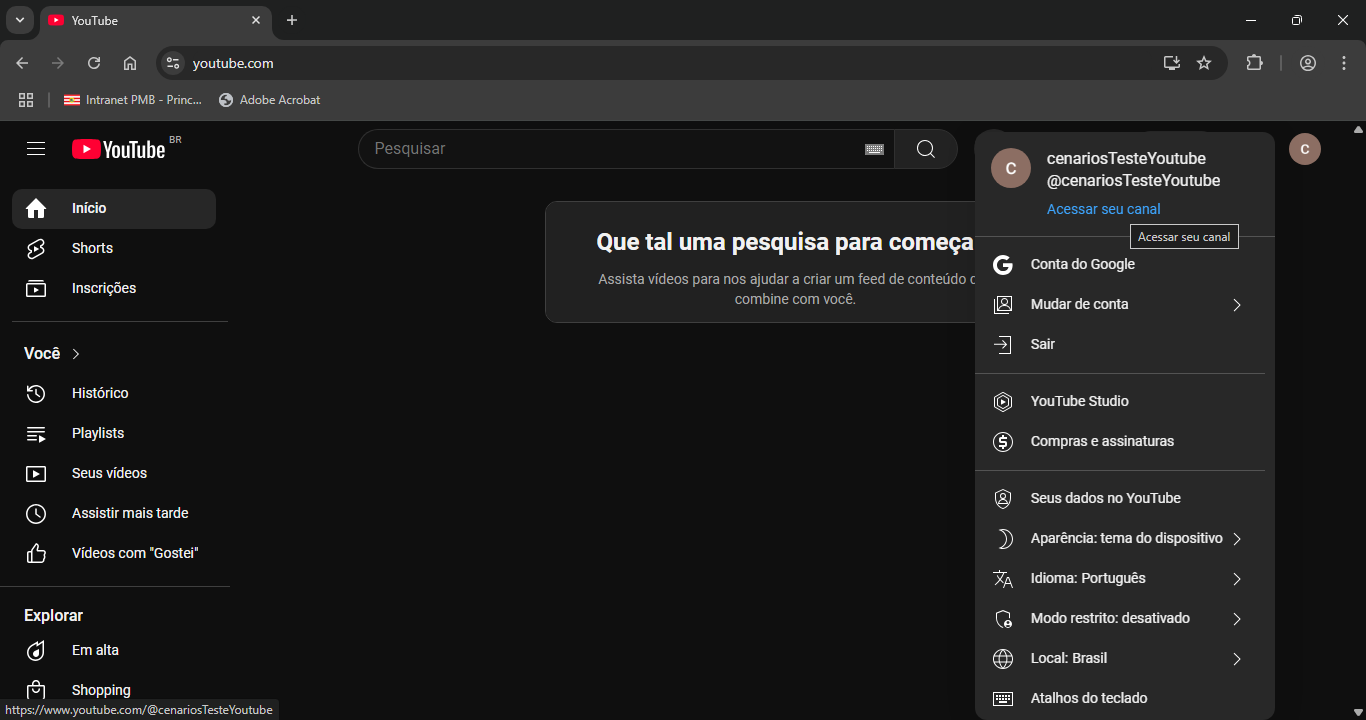 YouTube
youtube.com
Intranet PMB - Princ...
Adobe Acrobat
YouTube BR
Pesquisar
C
Início
Shorts
Inscrições
Você
Histórico
Playlists
Seus vídeos
Assistir mais tarde
Vídeos com "Gostei"
Explorar
Em alta
Shopping
https://www.youtube.com/@cenariosTesteYoutube
Que tal uma pesquisa para começa
Assista vídeos para nos ajudar a criar um feed de conteúdo
combine com você.
C
cenariosTesteYoutube
@cenariosTesteYoutube
Acessar seu canal
Acessar seu canal
Conta do Google
Mudar de conta
Sair
YouTube Studio
Compras e assinaturas
Seus dados no YouTube
Aparência: tema do dispositivo
Idioma: Português
Modo restrito: desativado
Local: Brasil
Atalhos do teclado